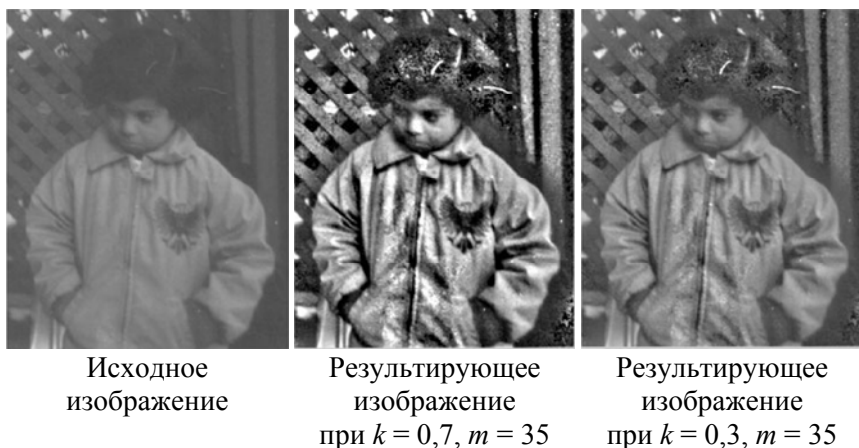 Исходное
изображение
Результирующее
изображение
при k = 0,7, m = 35
Результирующее
изображение
при k = 0,3, m = 35